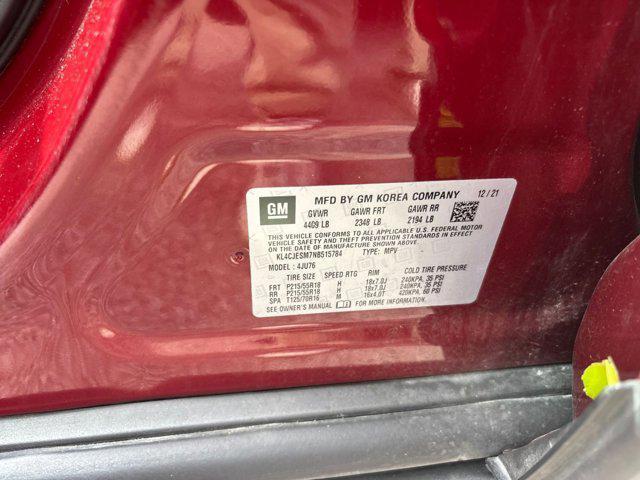 GM
MFD BY GM KOREA COMPANY 12/21
GVWR GAWR FRT GAWR RR
4409 LB 2348 LB 2194 LB
THIS VEHICLE CONFORMS TO ALL APPLICABLE U.S. FEDERAL MOTOR
VEHICLE SAFETY, BUMPER, AND THEFT PREVENTION STANDARDS IN EFFECT
ON THE DATE OF MANUFACTURE SHOWN ABOVE.
KL4CJESM7NB515784 TYPE: MPV
MODEL: 4JU76
TIRE SIZE SPEED RTG RIM COLD TIRE PRESSURE
FRT P215/55R18 H 18x7.0J 240KPA, 35 PSI
RR P215/55R18 H 18x7.0J 240KPA, 35 PSI
SPA T125/70R16 M 16x4.0T 420KPA, 60 PSI
SEE OWNER'S MANUAL FOR MORE INFORMATION.